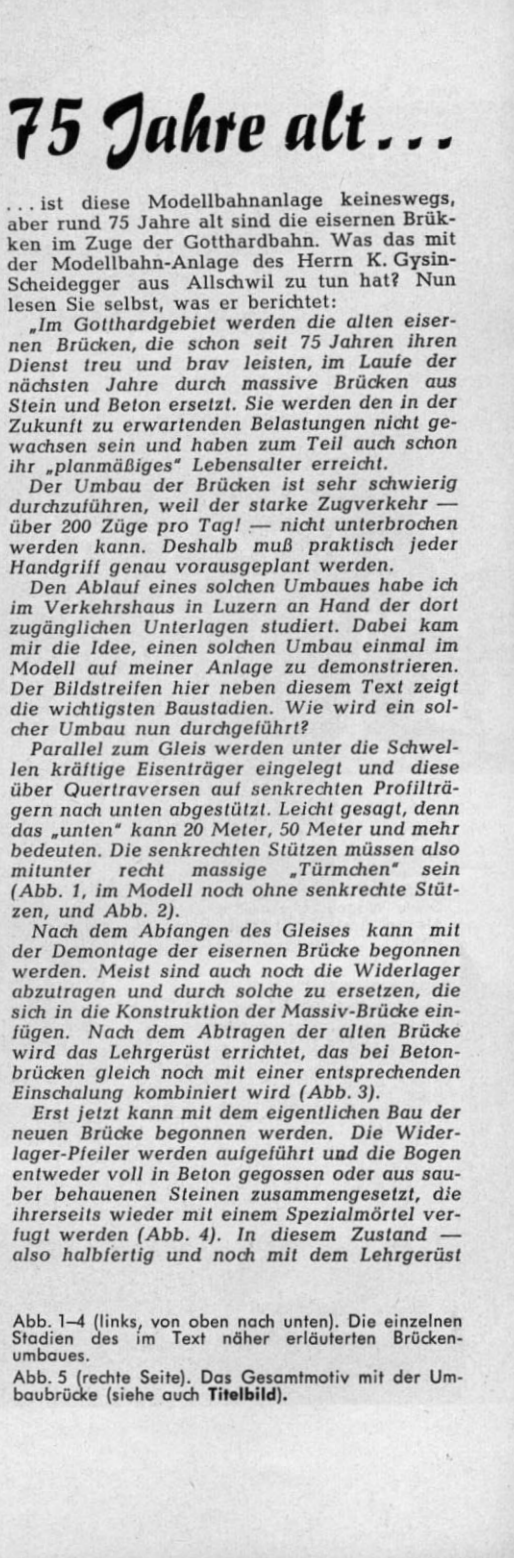 75 Jahre alt...
...ist diese Modellbahnanlage keineswegs,
aber rund 75 Jahre alt sind die eisernen Brük-
ken im Zuge der Gotthardbahn. Was das mit
der Modellbahn-Anlage des Herrn K. Gysin-
Scheidegger aus Allschwil zu tun hat? Nun
lesen Sie selbst, was er berichtet:
„Im Gotthardgebiet werden die alten eiser-
nen Brücken, die schon seit 75 Jahren ihren
Dienst treu und brav leisten, im Laufe der
nächsten Jahre durch massive Brücken aus
Stein und Beton ersetzt. Sie werden den in der
Zukunft zu erwartenden Belastungen nicht ge-
wachsen sein und haben zum Teil auch schon
ihr „planmäßiges" Lebensalter erreicht.
Der Umbau der Brücken ist sehr schwierig
durchzuführen, weil der starke Zugverkehr —
über 200 Züge pro Tag! — nicht unterbrochen
werden kann. Deshalb muß praktisch jeder
Handgriff genau vorausgeplant werden.
Den Ablauf eines solchen Umbaues habe ich
im Verkehrshaus in Luzern an Hand der dort
zugänglichen Unterlagen studiert. Dabei kam
mir die Idee, einen solchen Umbau einmal im
Modell auf meiner Anlage zu demonstrieren.
Der Bildstreifen hier neben diesem Text zeigt
die wichtigsten Baustadien. Wie wird ein sol-
cher Umbau nun durchgeführt?
Parallel zum Gleis werden unter die Schwel-
len kräftige Eisenträger eingelegt und diese
über Quertraversen auf senkrechten Profilträ-
gern nach unten abgestützt. Leicht gesagt, denn
das „unten" kann 20 Meter, 50 Meter und mehr
bedeuten. Die senkrechten Stützen müssen also
mitunter recht massige „Türmchen" sein
(Abb. 1, im Modell noch ohne senkrechte Stüt-
zen, und Abb. 2).
Nach dem Abfangen des Gleises kann mit
der Demontage der eisernen Brücke begonnen
werden. Meist sind auch noch die Widerlager
abzutragen und durch solche zu ersetzen, die
sich in die Konstruktion der Massiv-Brücke ein-
fügen. Nach dem Abtragen der alten Brücke
wird das Lehrgerüst errichtet, das bei Beton-
brücken gleich noch mit einer entsprechenden
Einschalung kombiniert wird (Abb. 3).
Erst jetzt kann mit dem eigentlichen Bau der
neuen Brücke begonnen werden. Die Wider-
lager-Pfeiler werden aufgeführt und die Bogen
entweder voll in Beton gegossen oder aus sau-
ber behauenen Steinen zusammengesetzt, die
ihrerseits wieder mit einem Spezialmörtel ver-
fugt werden (Abb. 4). In diesem Zustand —
also halbfertig und noch mit dem Lehrgerüst
Abb. 1–4 (links, von oben nach unten). Die einzelnen
Stadien des im Text näher erläuterten Brücken-
umbaues.
Abb. 5 (rechte Seite). Das Gesamtmotiv mit der Um-
baubrücke (siehe auch Titelbild).